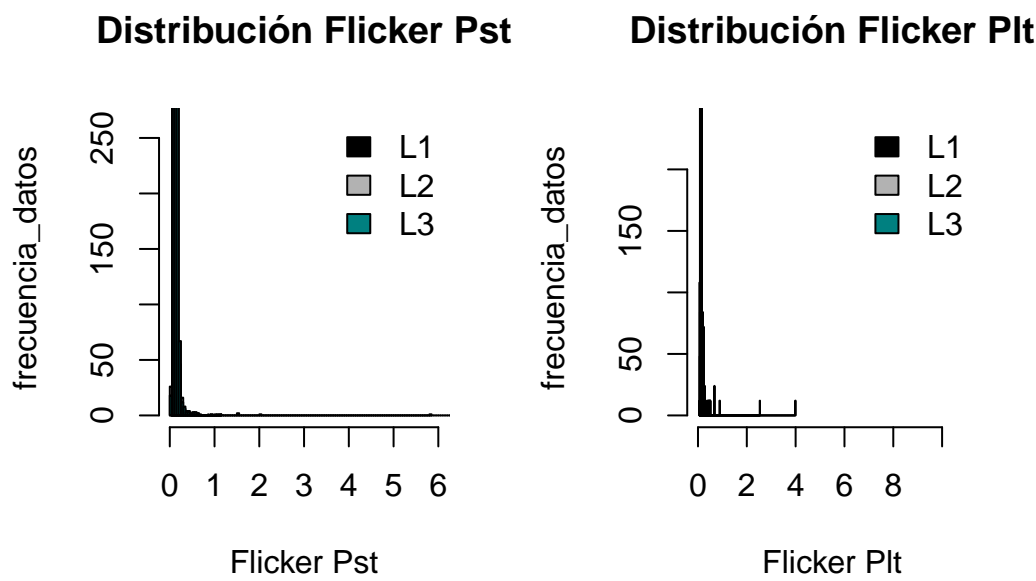 Distribución Flicker Pst
frecuencia_datos
250
150
50
0
L1
L2
L3
0 1 2 3 4 5 6
Flicker Pst
Distribución Flicker Plt
frecuencia_datos
150
50
0
L1
L2
L3
0 2 4 6 8
Flicker Plt